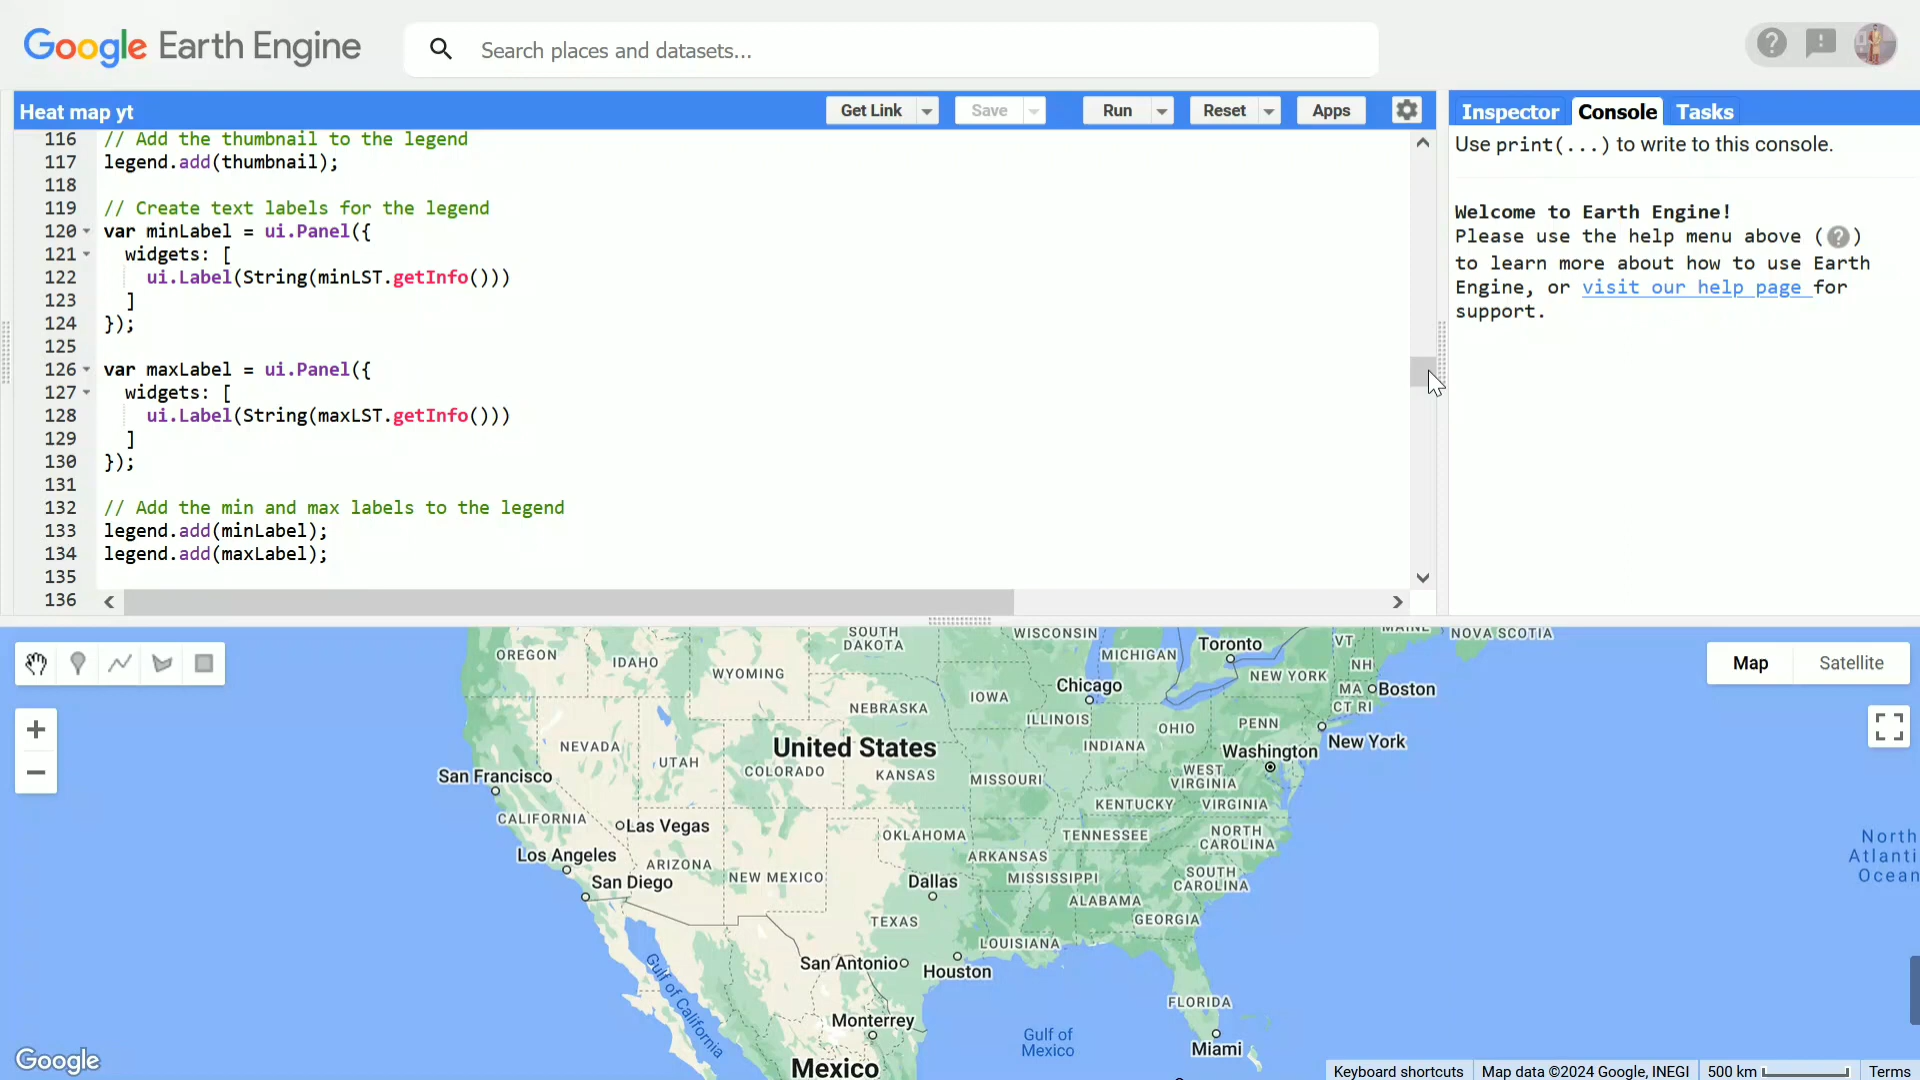 Google Earth Engine
Search places and datasets...
Heat map yt
Get Link
Save
Run
Reset
Apps
Inspector
Console
Tasks
116 // Add the thumbnail to the legend
117 legend.add(thumbnail);
118
119 // Create text labels for the legend
120 var minLabel = ui.Panel({
121 widgets: [
122 ui.Label(String(minLST.getInfo()))
123 ]
124 });
125
126 var maxLabel = ui.Panel({
127 widgets: [
128 ui.Label(String(maxLST.getInfo()))
129 ]
130 });
131
132 // Add the min and max labels to the legend
133 legend.add(minLabel);
134 legend.add(maxLabel);
135
136
Use print(...) to write to this console.
Welcome to Earth Engine!
Please use the help menu above (?)
to learn more about how to use Earth
Engine, or visit our help page for
support.
Map
Satellite
SOUTH
DAKOTA
WISCONSIN
MAINE
NOVA SCOTIA
OREGON
IDAHO
WYOMING
MICHIGAN
Toronto
VT
NH
NEW YORK
IOWA
Chicago
MA
Boston
CT RI
NEBRASKA
ILLINOIS
OHIO
PENN
NEVADA
United States
INDIANA
Washington
New York
San Francisco
UTAH
COLORADO
KANSAS
MISSOURI
WEST
VIRGINIA
KENTUCKY
VIRGINIA
CALIFORNIA
Las Vegas
OKLAHOMA
TENNESSEE
NORTH
CAROLINA
Los Angeles
ARIZONA
NEW MEXICO
ARKANSAS
San Diego
Dallas
MISSISSIPPI
SOUTH
CAROLINA
ALABAMA
TEXAS
GEORGIA
LOUISIANA
San Antonio
Houston
Gulf of California
FLORIDA
Monterrey
Gulf of
Mexico
Miami
Mexico
North
Atlanti
Ocean
Google
Keyboard shortcuts
Map data ©2024 Google, INEGI
500 km
Terms